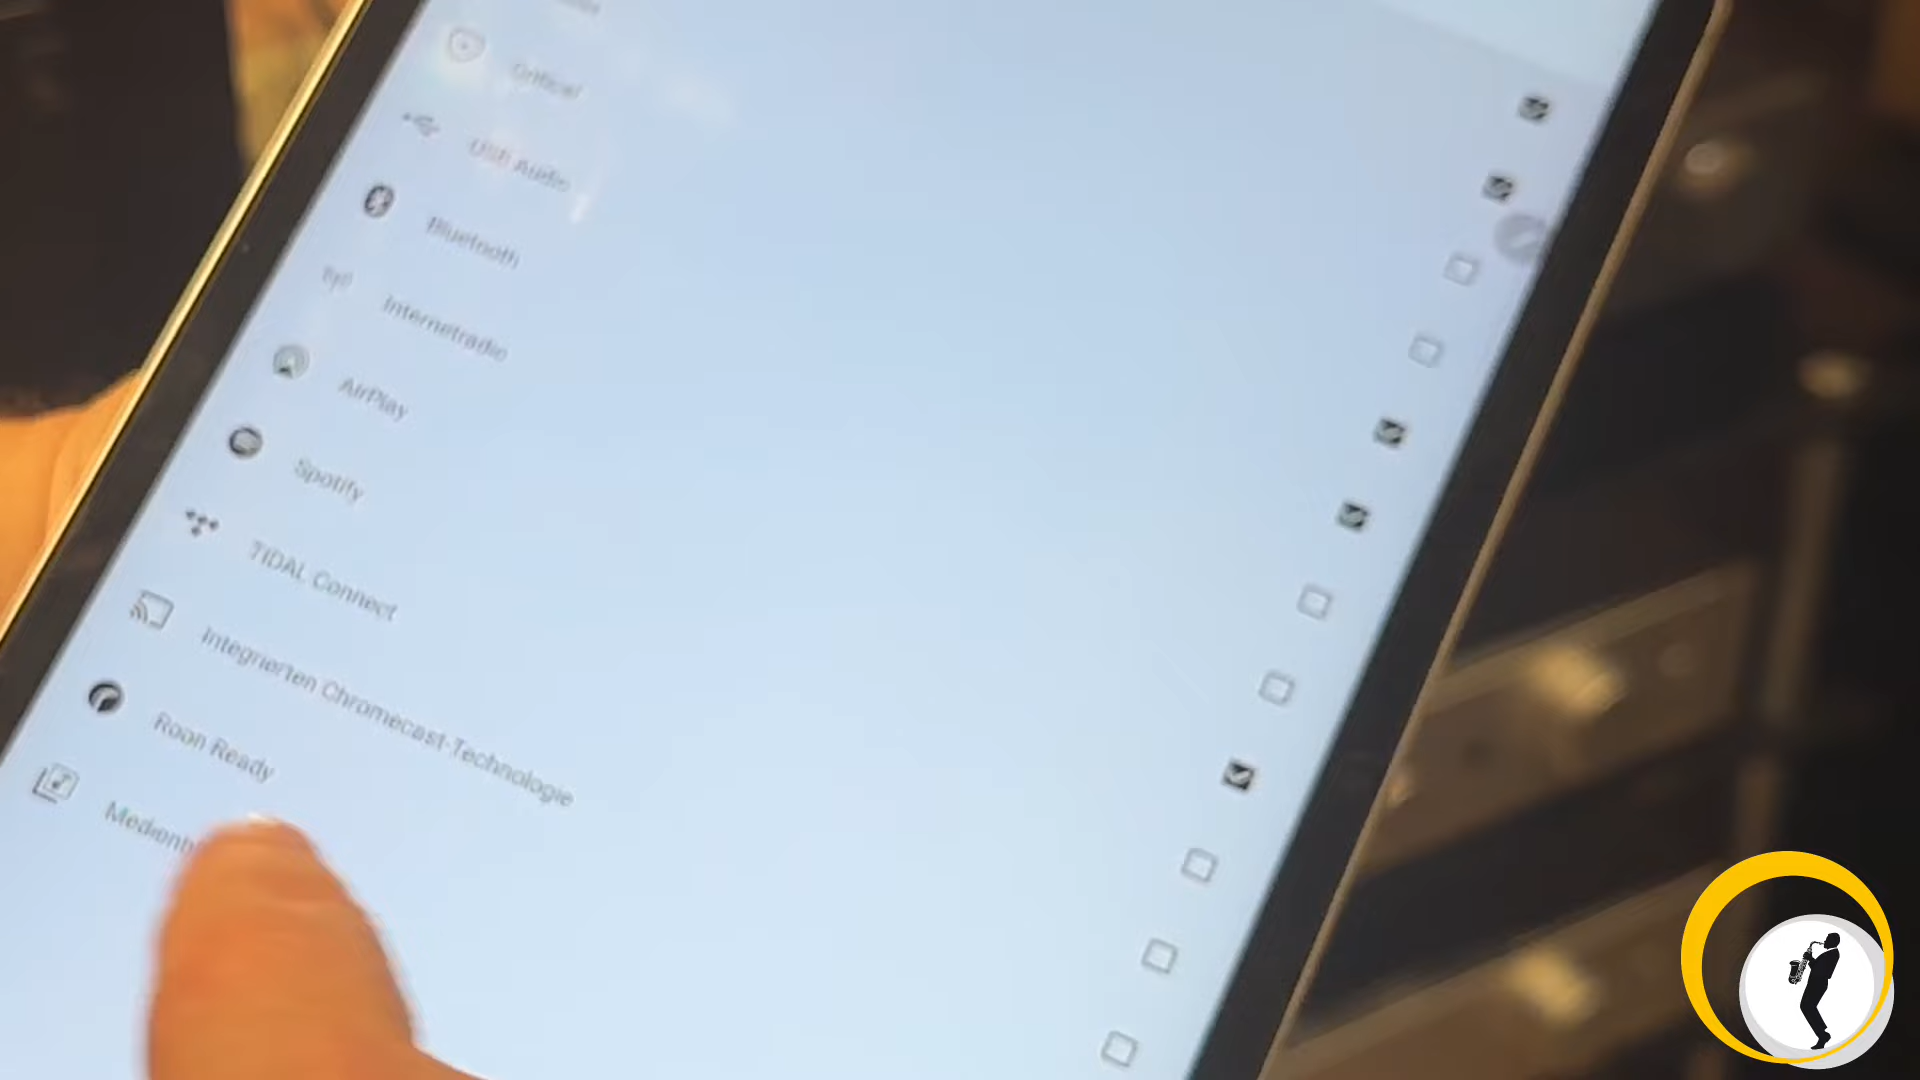 Optical
USB Audio
Bluetooth
Internetradio
AirPlay
Spotify
TIDAL Connect
Integrierten Chromecast-Technologie
Roon Ready